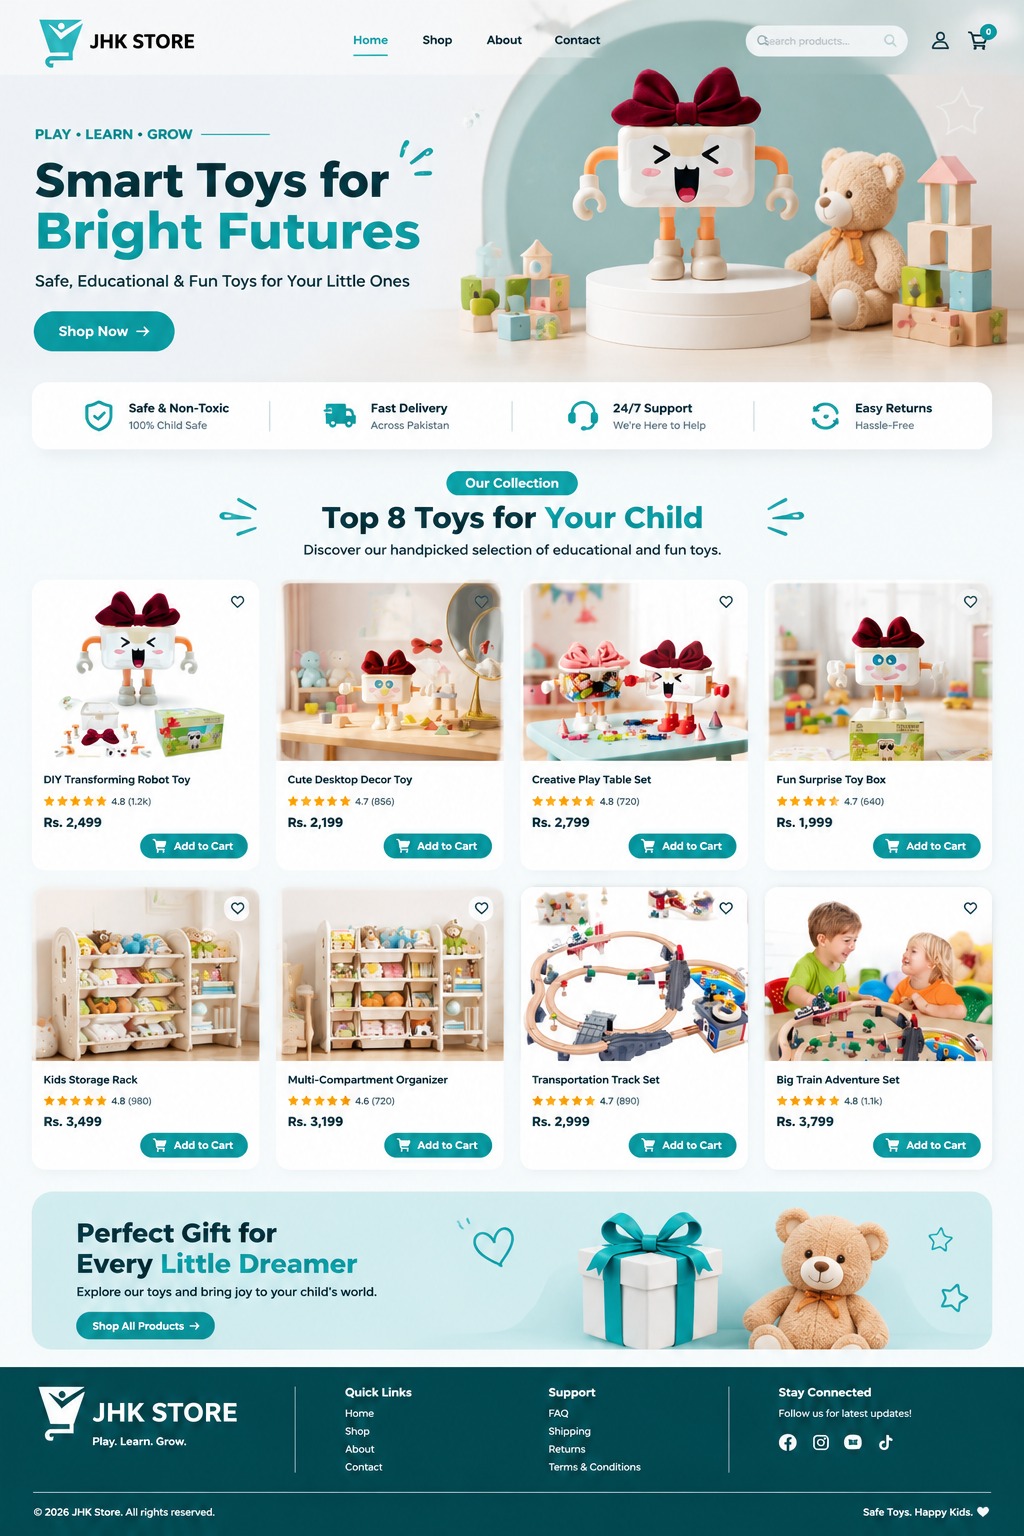 JHK STORE
Home
Shop
About
Contact
Search products...
0
PLAY • LEARN • GROW
Smart Toys for
Bright Futures
Safe, Educational & Fun Toys for Your Little Ones
Shop Now →
Safe & Non-Toxic
100% Child Safe
Fast Delivery
Across Pakistan
24/7 Support
We're Here to Help
Easy Returns
Hassle-Free
Our Collection
Top 8 Toys for Your Child
Discover our handpicked selection of educational and fun toys.
DIY Transforming Robot Toy
4.8 (1.2k)
Rs. 2,499
Add to Cart
Cute Desktop Decor Toy
4.7 (856)
Rs. 2,199
Add to Cart
Creative Play Table Set
4.8 (720)
Rs. 2,799
Add to Cart
Fun Surprise Toy Box
4.7 (640)
Rs. 1,999
Add to Cart
Kids Storage Rack
4.8 (980)
Rs. 3,499
Add to Cart
Multi-Compartment Organizer
4.6 (720)
Rs. 3,199
Add to Cart
Transportation Track Set
4.7 (890)
Rs. 2,999
Add to Cart
Big Train Adventure Set
4.8 (1.1k)
Rs. 3,799
Add to Cart
Perfect Gift for
Every Little Dreamer
Explore our toys and bring joy to your child's world.
Shop All Products →
JHK STORE
Play. Learn. Grow.
Quick Links
Home
Shop
About
Contact
Support
FAQ
Shipping
Returns
Terms & Conditions
Stay Connected
Follow us for latest updates!
© 2026 JHK Store. All rights reserved.
Safe Toys. Happy Kids.